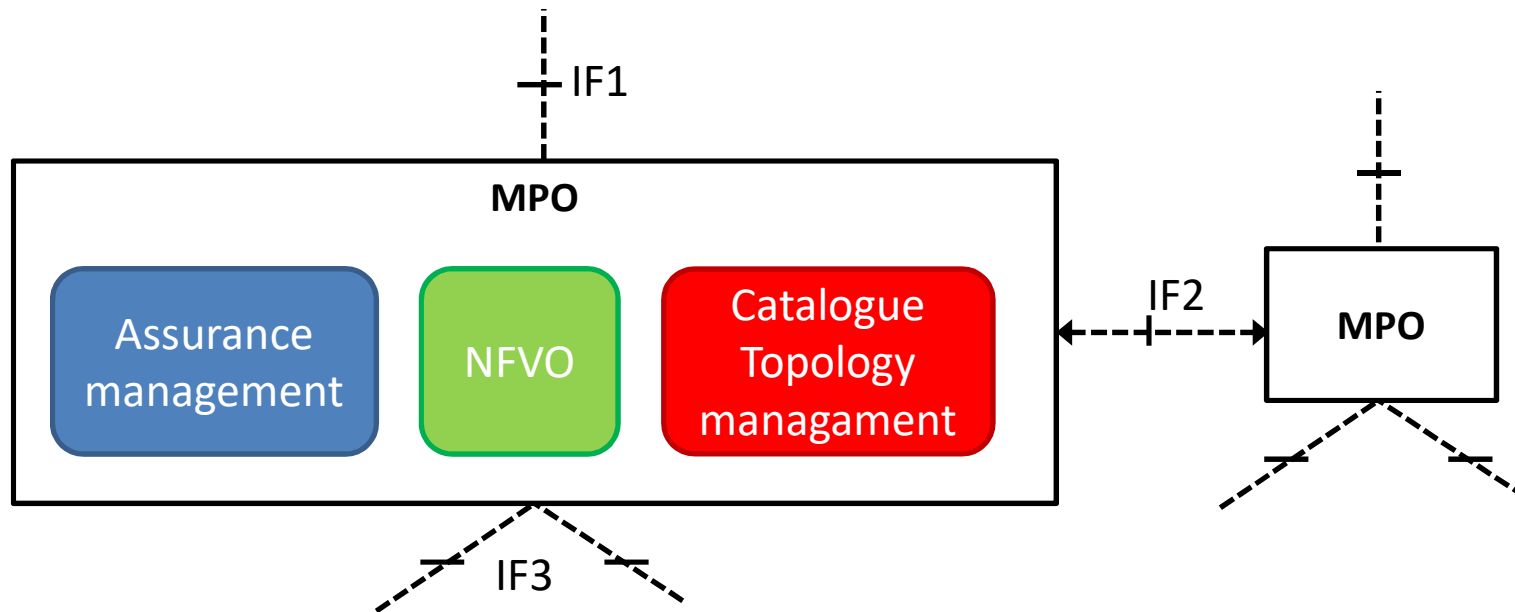 IF1
MPO
Assurance
management
NFVO
Catalogue
Topology
managament
IF2
MPO
IF3